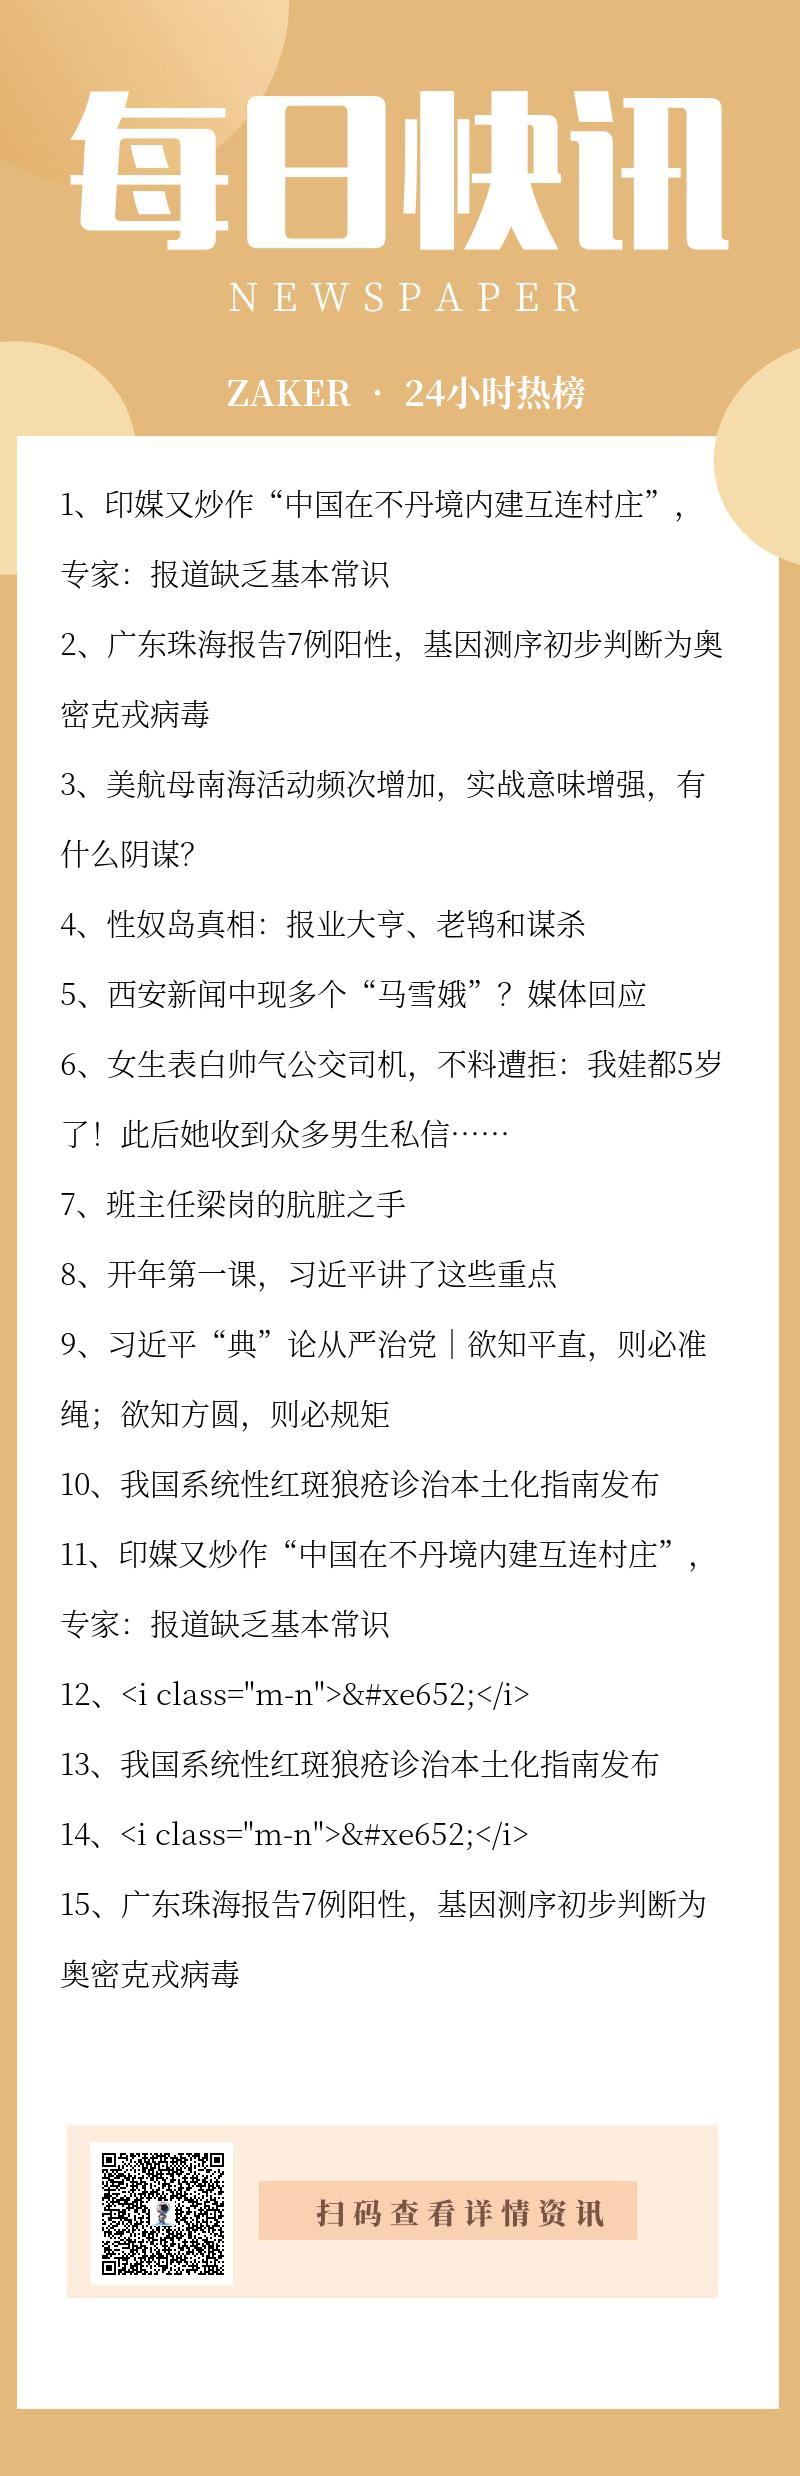 每日快讯
NEWSPAPER
ZAKER · 24小时热榜
1、印媒又炒作“中国在不丹境内建互连村庄”，
专家：报道缺乏基本常识
2、广东珠海报告7例阳性，基因测序初步判断为奥
密克戎病毒
3、美航母南海活动频次增加，实战意味增强，有
什么阴谋？
4、性奴岛真相：报业大亨、老鸨和谋杀
5、西安新闻中现多个“马雪娥”？媒体回应
6、女生表白帅气公交司机，不料遭拒：我娃都5岁
了！此后她收到众多男生私信……
7、班主任梁岗的肮脏之手
8、开年第一课，习近平讲了这些重点
9、习近平“典”论从严治党｜欲知平直，则必准
绳；欲知方圆，则必规矩
10、我国系统性红斑狼疮诊治本土化指南发布
11、印媒又炒作“中国在不丹境内建互连村庄”，
专家：报道缺乏基本常识
12、<i class="m-n">&#xe652;</i>
13、我国系统性红斑狼疮诊治本土化指南发布
14、<i class="m-n">&#xe652;</i>
15、广东珠海报告7例阳性，基因测序初步判断为
奥密克戎病毒
扫码查看详情资讯